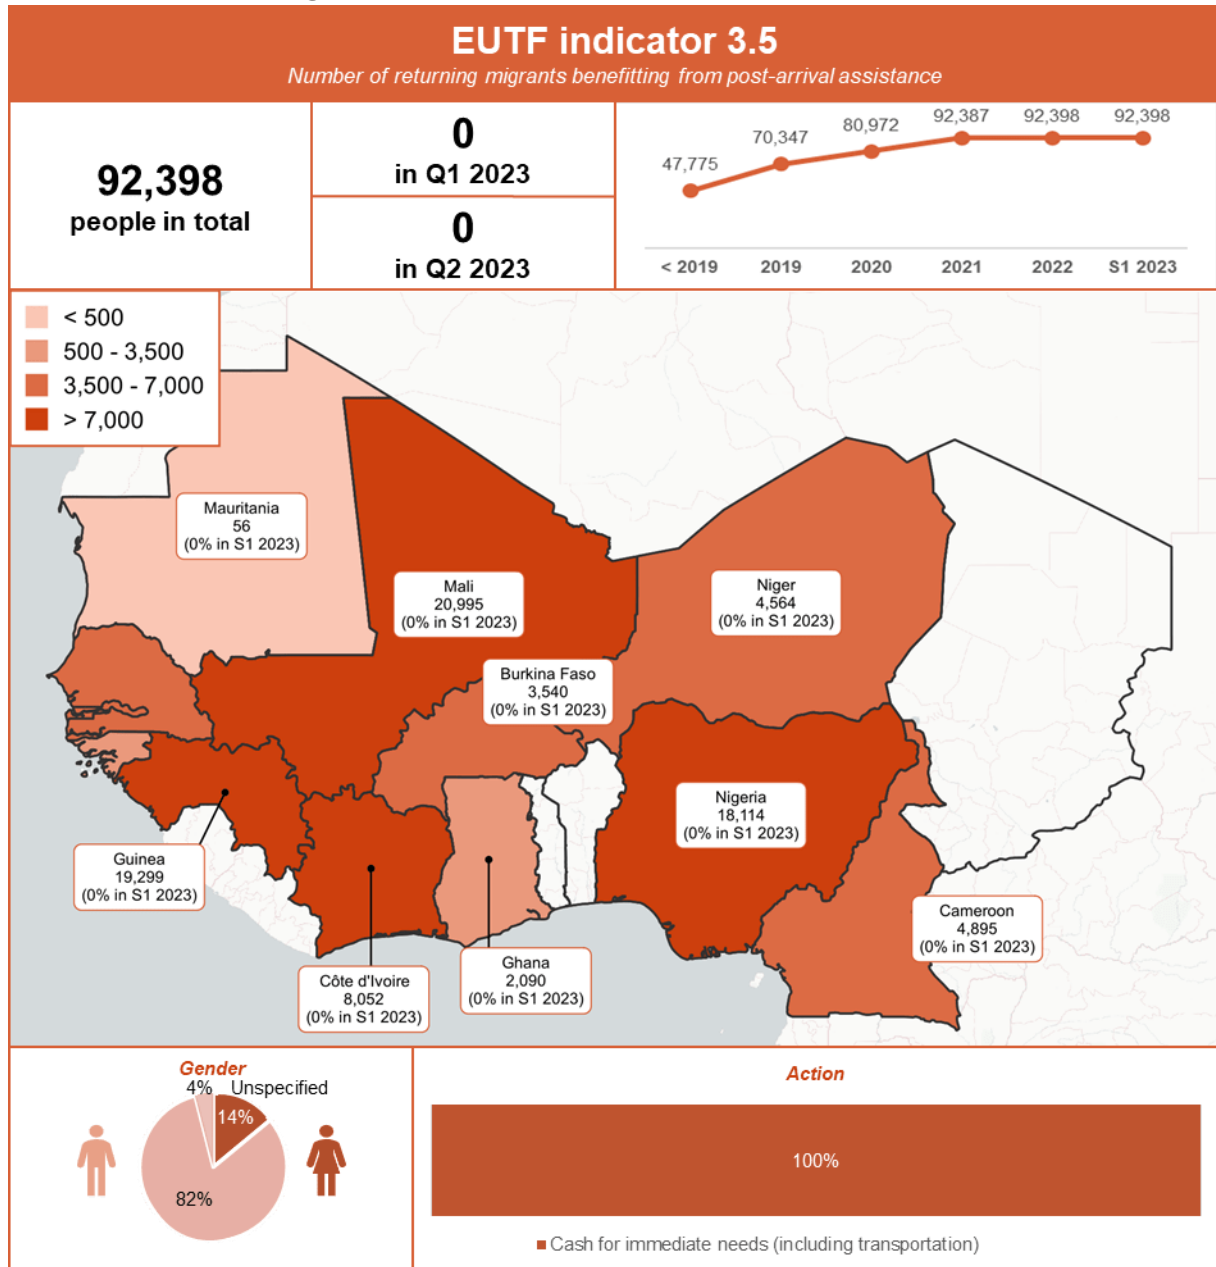 EUTF indicator 3.5
Number of returning migrants benefitting from post-arrival assistance
92,398
people in total
0
in Q1 2023
0
in Q2 2023
47,775
70,347
80,972
92,387
92,398
92,398
< 2019
2019
2020
2021
2022
S1 2023
< 500
500 - 3,500
3,500 - 7,000
> 7,000
Mauritania
56
(0% in S1 2023)
Mali
20,995
(0% in S1 2023)
Niger
4,564
(0% in S1 2023)
Burkina Faso
3,540
(0% in S1 2023)
Nigeria
18,114
(0% in S1 2023)
Guinea
19,299
(0% in S1 2023)
Cameroon
4,895
(0% in S1 2023)
Côte d'Ivoire
8,052
(0% in S1 2023)
Ghana
2,090
(0% in S1 2023)
Gender
4%
Unspecified
14%
82%
Action
100%
Cash for immediate needs (including transportation)